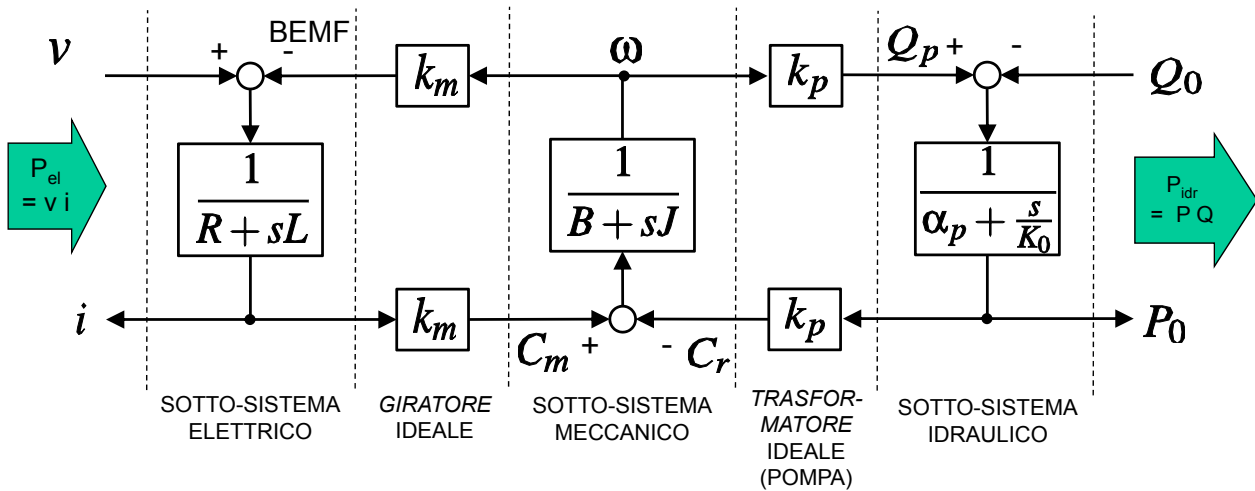 v
+
BEMF
-
k_m
ω
k_p
Q_p +
-
Q_0
P_el
= v i
1
R + sL
1
B + sJ
1
α_p + s/K_0
P_idr
= P Q
i
k_m
C_m +
- C_r
k_p
P_0
SOTTO-SISTEMA
ELETTRICO
GIRATORE
IDEALE
SOTTO-SISTEMA
MECCANICO
TRASFOR-
MATORE
IDEALE
(POMPA)
SOTTO-SISTEMA
IDRAULICO